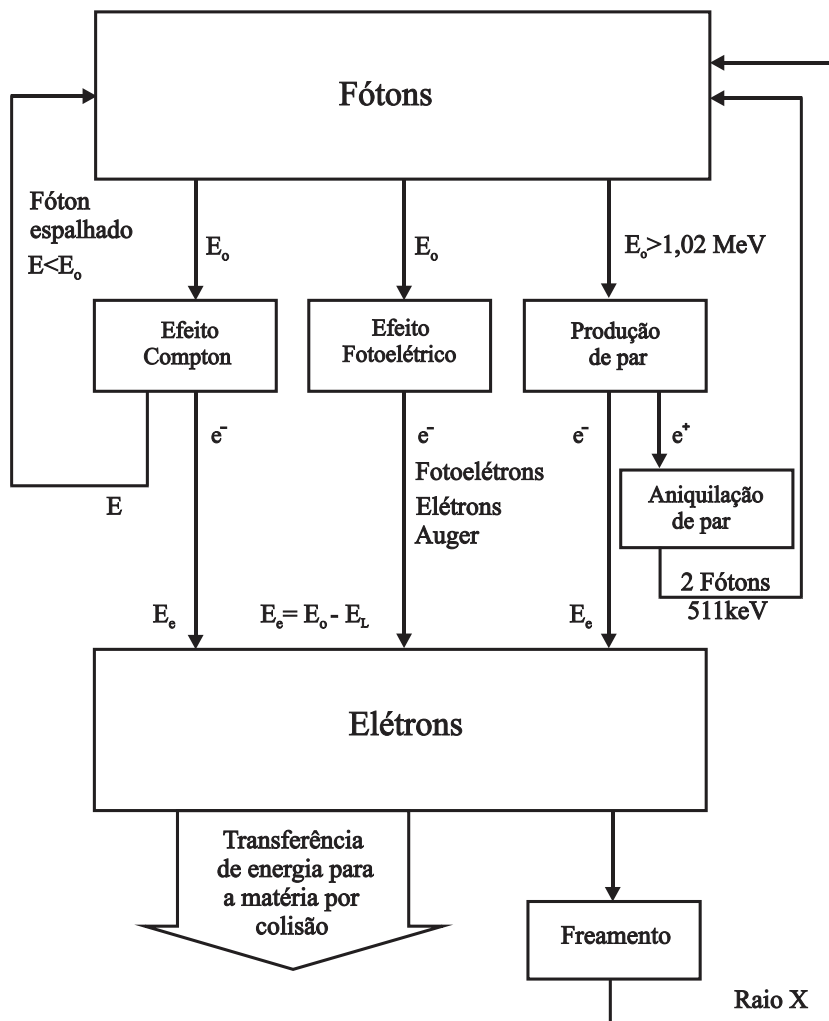 Fótons
Fóton
espalhado
E<Eₒ
Eₒ
Eₒ
Eₒ>1,02 MeV
Efeito
Compton
Efeito
Fotoelétrico
Produção
de par
e⁻
e⁻
Fotoelétrons
Elétrons
Auger
e⁻
e⁺
E
Aniquilação
de par
2 Fótons
511keV
Eₑ
Eₑ= Eₒ - E_L
Eₑ
Elétrons
Transferência
de energia para
a matéria por
colisão
Freamento
Raio X